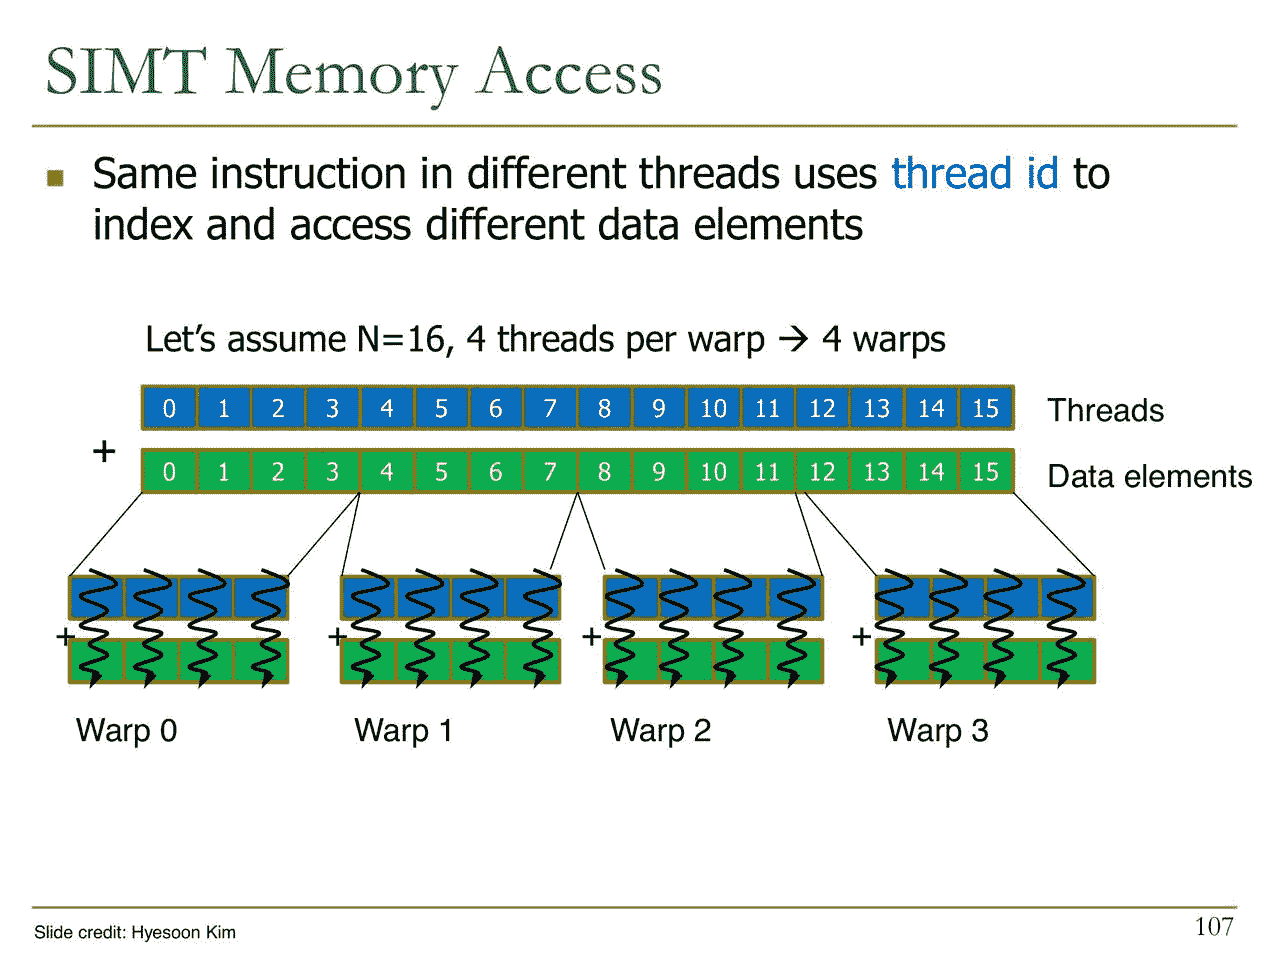 SIMT Memory Access
Same instruction in different threads uses thread id to
index and access different data elements
Let's assume N=16, 4 threads per warp → 4 warps
0 1 2 3 4 5 6 7 8 9 10 11 12 13 14 15 Threads
+
0 1 2 3 4 5 6 7 8 9 10 11 12 13 14 15 Data elements
+ + + +
Warp 0 Warp 1 Warp 2 Warp 3
Slide credit: Hyesoon Kim
107